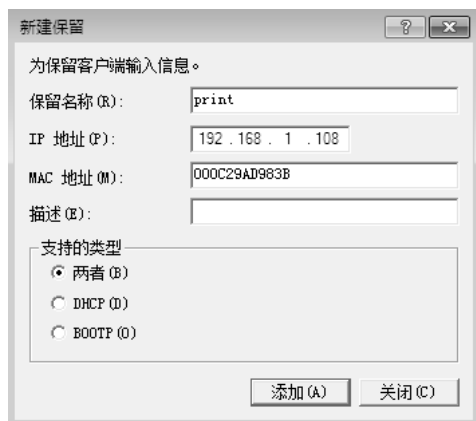 新建保留
为保留客户端输入信息。
保留名称(R): print
IP 地址(P): 192 . 168 . 1 . 108
MAC 地址(M): 000C29AD983B
描述(E):
支持的类型
两者(B)
DHCP(D)
BOOTP(O)
添加(A) 关闭(C)